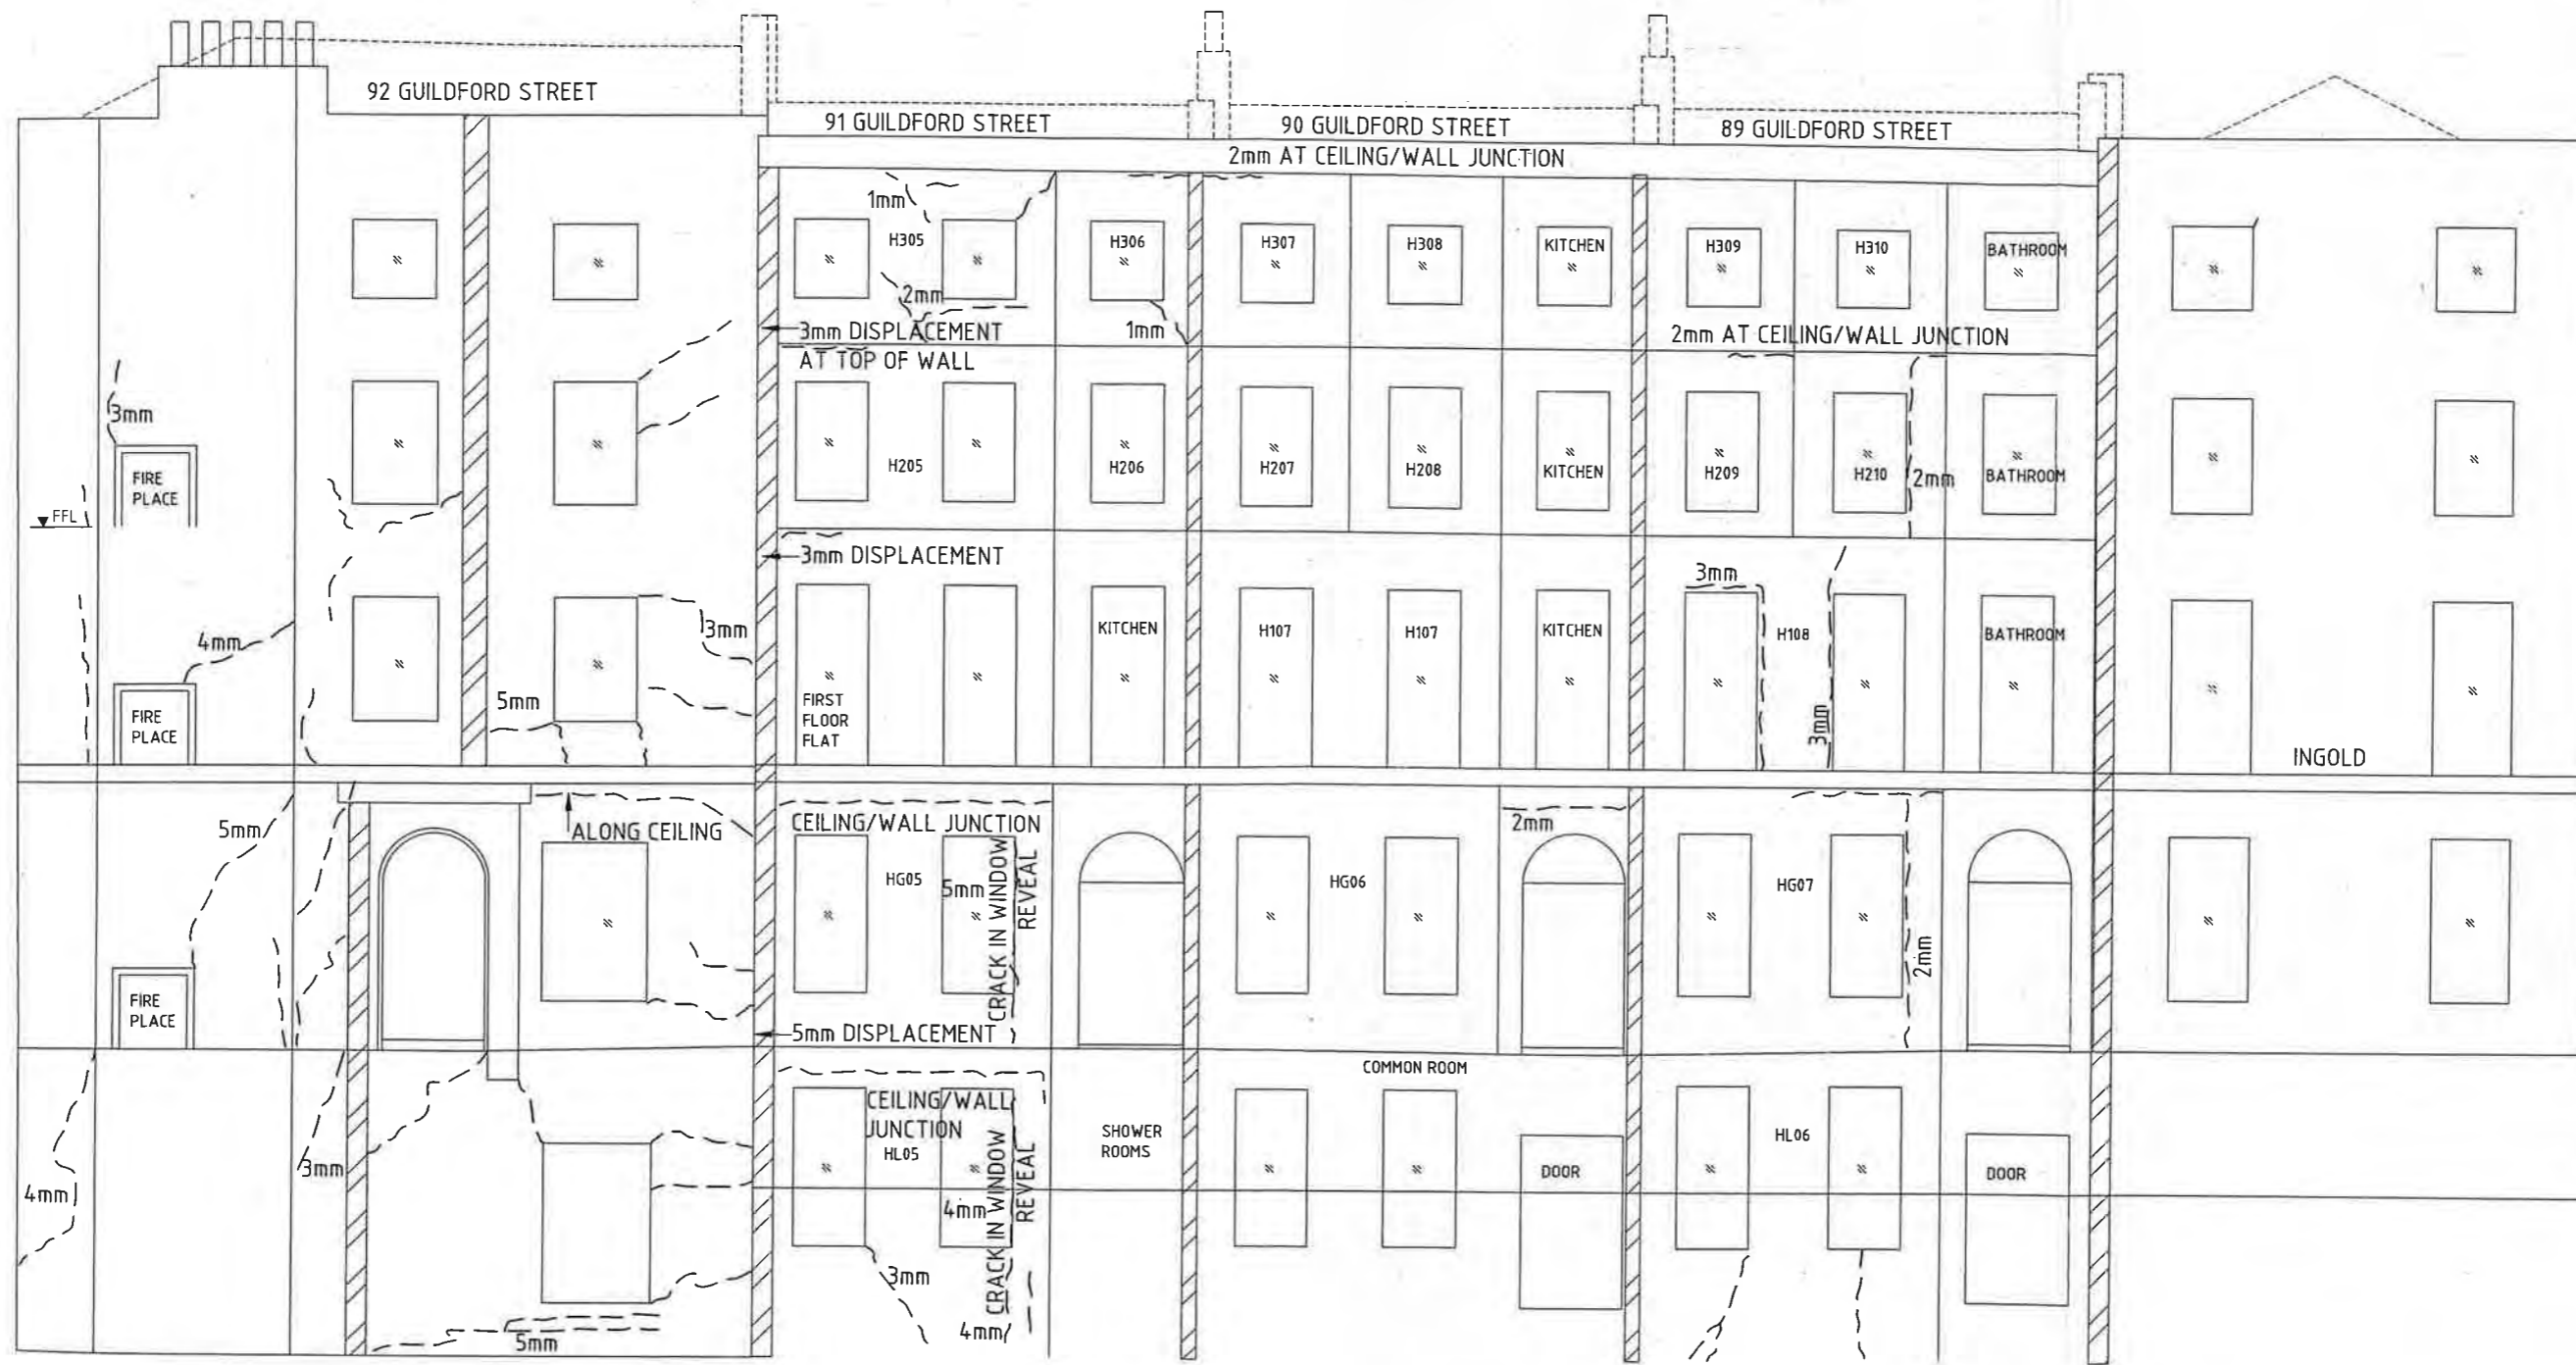 92 GUILDFORD STREET
91 GUILDFORD STREET
90 GUILDFORD STREET
89 GUILDFORD STREET
2mm AT CEILING/WALL JUNCTION
1mm
H305
H306
H307
H308
KITCHEN
H309
H310
BATHROOM
2mm
3mm DISPLACEMENT
AT TOP OF WALL
1mm
2mm AT CEILING/WALL JUNCTION
3mm
FIRE
PLACE
FFL
H205
H206
H207
H208
KITCHEN
H209
H210
2mm
BATHROOM
3mm DISPLACEMENT
3mm
4mm
3mm
KITCHEN
H107
H107
KITCHEN
H108
BATHROOM
5mm
FIRST
FLOOR
FLAT
3mm
FIRE
PLACE
INGOLD
5mm
ALONG CEILING
CEILING/WALL JUNCTION
2mm
HG05
5mm
CRACK IN WINDOW
REVEAL
HG06
HG07
2mm
FIRE
PLACE
5mm DISPLACEMENT
COMMON ROOM
CEILING/WALL
JUNCTION
HL05
SHOWER
ROOMS
HL06
DOOR
DOOR
3mm
4mm
4mm
CRACK IN WINDOW
REVEAL
3mm
4mm
5mm